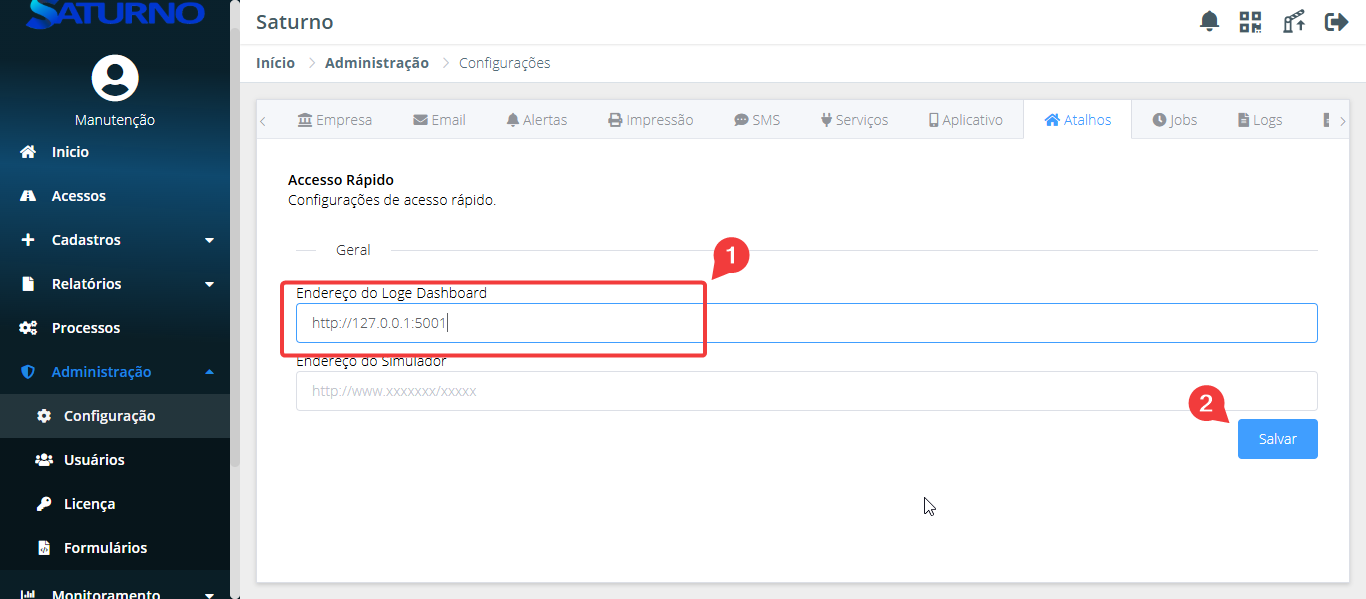 SATURNO
Manutenção
Inicio
Acessos
Cadastros
Relatórios
Processos
Administração
Configuração
Usuários
Licença
Formulários
Monitoramento
Saturno
Início > Administração > Configurações
Empresa Email Alertas Impressão SMS Serviços Aplicativo Atalhos Jobs Logs
Accesso Rápido
Configurações de acesso rápido.
Geral
1
Endereço do Loge Dashboard
http://127.0.0.1:5001
Endereço do Simulador
http://www.xxxxxxx/xxxxx
2
Salvar